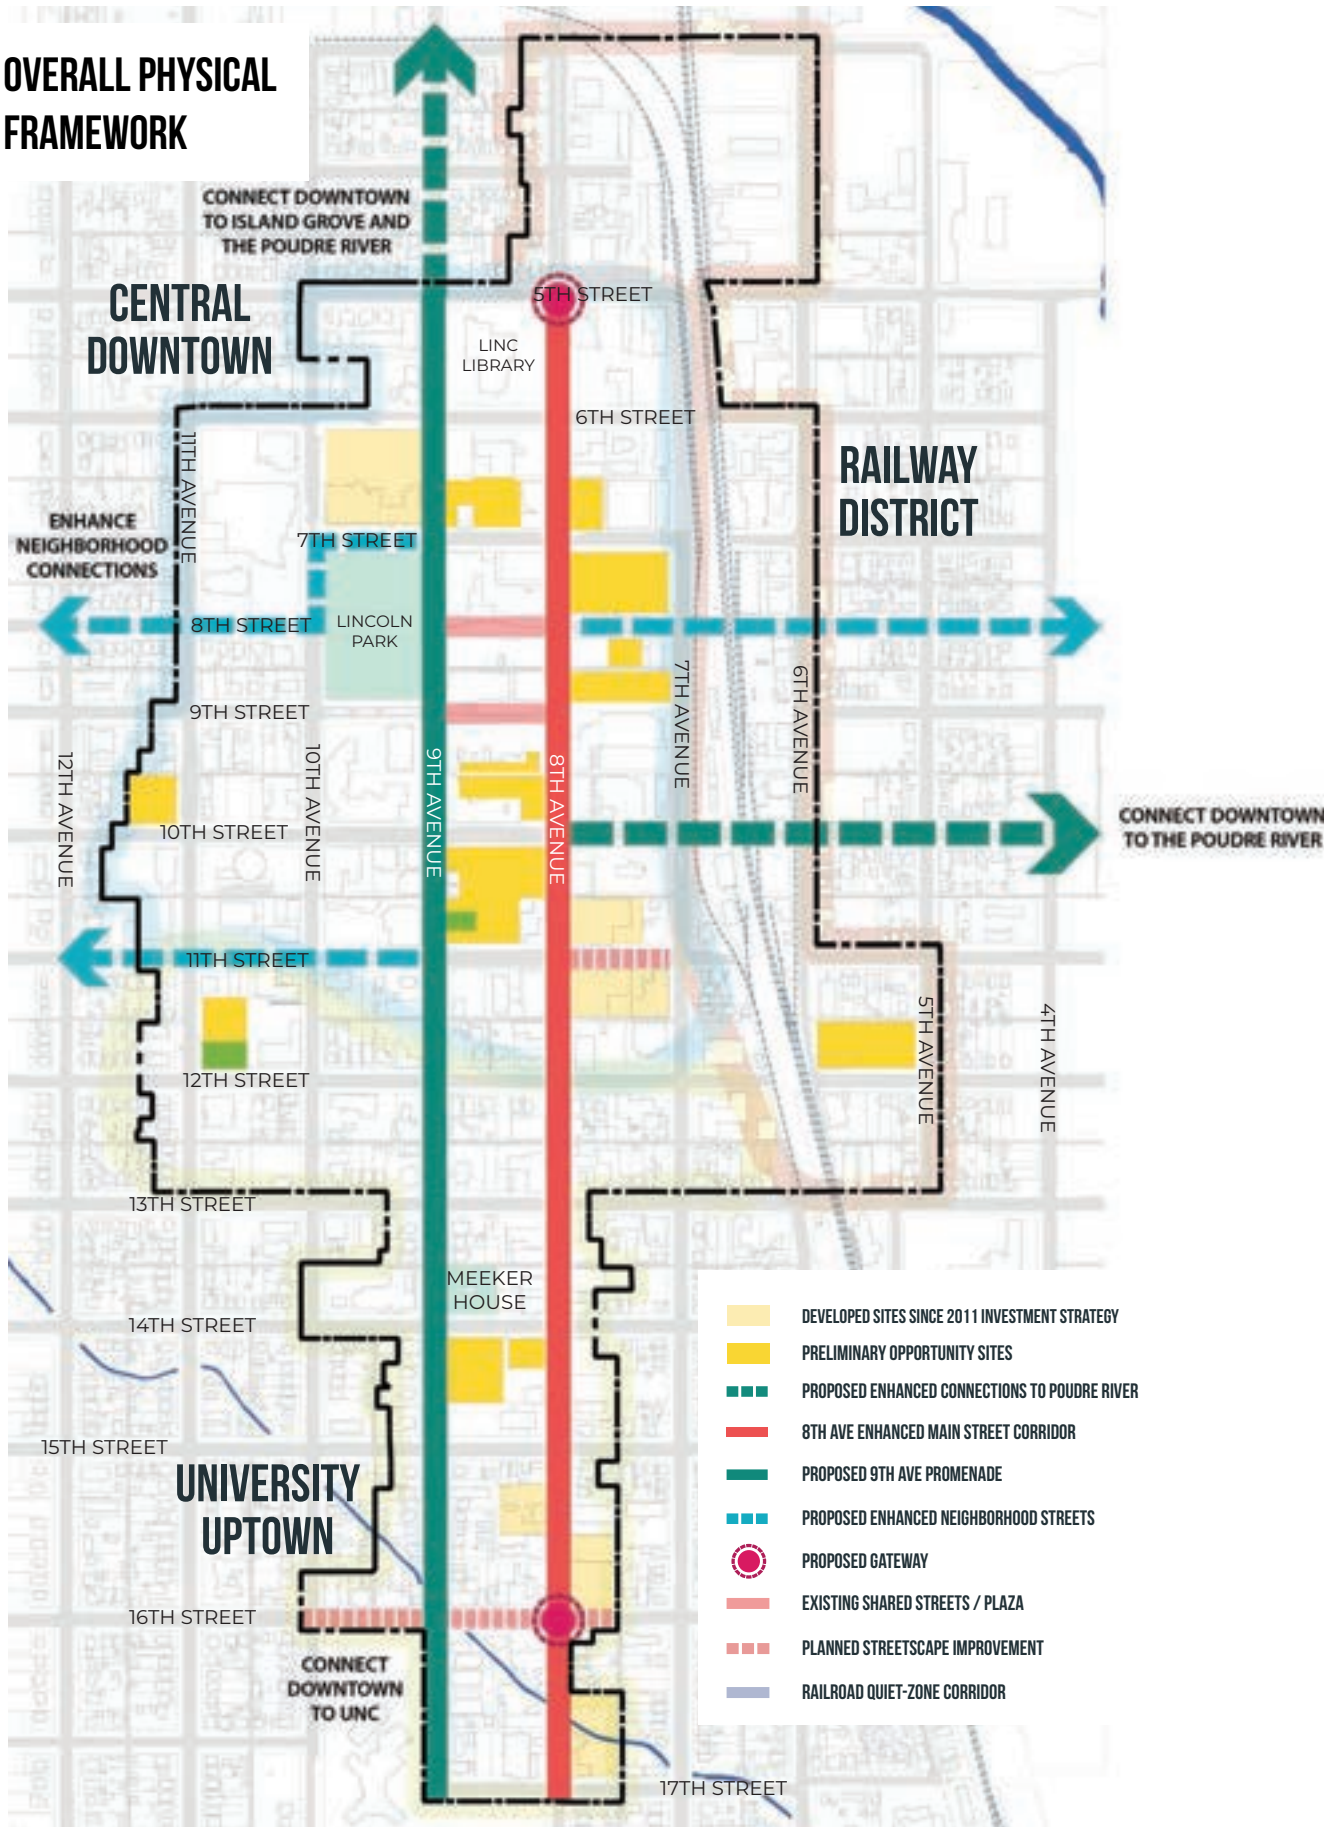 OVERALL PHYSICAL
FRAMEWORK
CONNECT DOWNTOWN
TO ISLAND GROVE AND
THE POUDRE RIVER
CENTRAL
DOWNTOWN
5TH STREET
LINC
LIBRARY
6TH STREET
11TH AVENUE
RAILWAY
DISTRICT
ENHANCE
NEIGHBORHOOD
CONNECTIONS
7TH STREET
8TH STREET
LINCOLN
PARK
7TH AVENUE
6TH AVENUE
9TH STREET
12TH AVENUE
10TH AVENUE
9TH AVENUE
8TH AVENUE
10TH STREET
CONNECT DOWNTOWN
TO THE POUDRE RIVER
11TH STREET
5TH AVENUE
4TH AVENUE
12TH STREET
13TH STREET
MEEKER
HOUSE
14TH STREET
15TH STREET
UNIVERSITY
UPTOWN
16TH STREET
CONNECT
DOWNTOWN
TO UNC
17TH STREET
DEVELOPED SITES SINCE 2011 INVESTMENT STRATEGY
PRELIMINARY OPPORTUNITY SITES
PROPOSED ENHANCED CONNECTIONS TO POUDRE RIVER
8TH AVE ENHANCED MAIN STREET CORRIDOR
PROPOSED 9TH AVE PROMENADE
PROPOSED ENHANCED NEIGHBORHOOD STREETS
PROPOSED GATEWAY
EXISTING SHARED STREETS / PLAZA
PLANNED STREETSCAPE IMPROVEMENT
RAILROAD QUIET-ZONE CORRIDOR